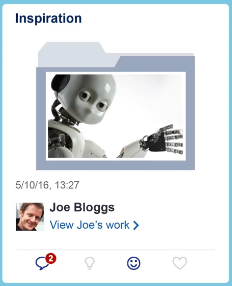 Inspiration
5/10/16, 13:27
Joe Bloggs
View Joe's work
2